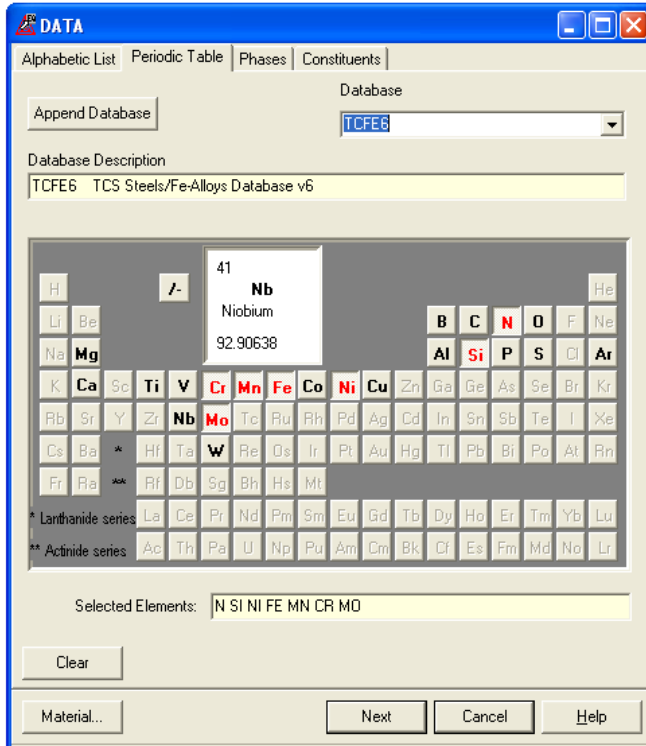 DATA
Alphabetic List Periodic Table Phases Constituents
Database
Append Database TCFE6
Database Description
TCFE6 TCS Steels/Fe-Alloys Database v6
41
Nb
Niobium
92.90638
H /- He
Li Be B C N O F Ne
Na Mg Al Si P S Cl Ar
K Ca Sc Ti V Cr Mn Fe Co Ni Cu Zn Ga Ge As Se Br Kr
Rb Sr Y Zr Nb Mo Tc Ru Rh Pd Ag Cd In Sn Sb Te I Xe
Cs Ba * Hf Ta W Re Os Ir Pt Au Hg Tl Pb Bi Po At Rn
Fr Ra ** Rf Db Sg Bh Hs Mt
* Lanthanide series La Ce Pr Nd Pm Sm Eu Gd Tb Dy Ho Er Tm Yb Lu
** Actinide series Ac Th Pa U Np Pu Am Cm Bk Cf Es Fm Md No Lr
Selected Elements: N SI NI FE MN CR MO
Clear
Material... Next Cancel Help